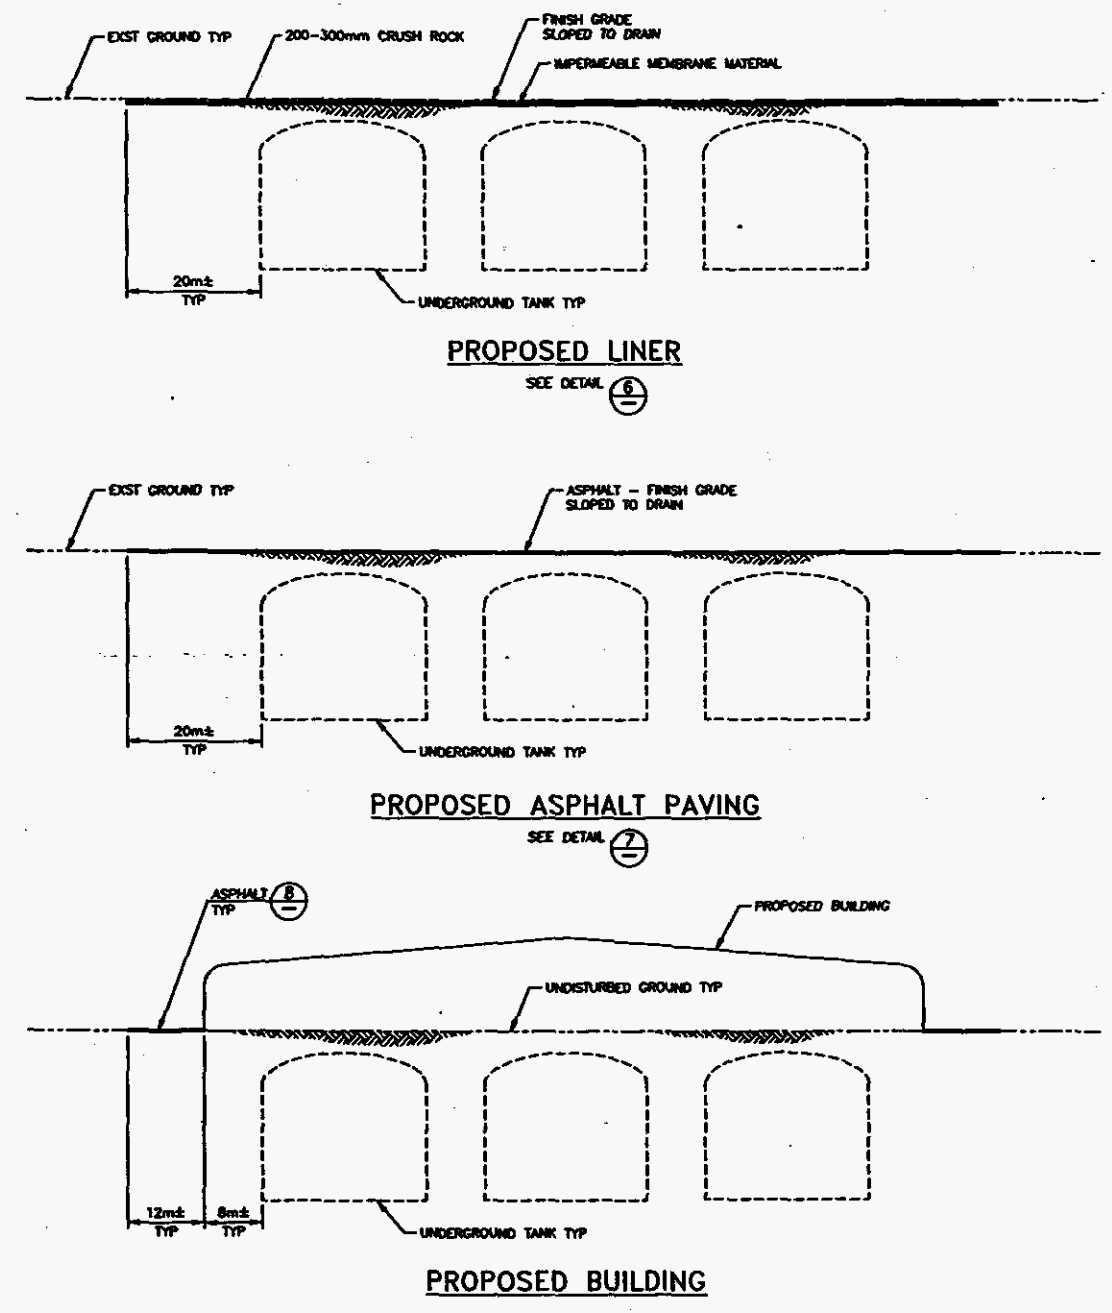 EXST GROUND TYP
200-300mm CRUSH ROCK
FINISH GRADE
SLOPED TO DRAIN
IMPERMEABLE MEMBRANE MATERIAL
20m±
TYP
UNDERGROUND TANK TYP
PROPOSED LINER
SEE DETAIL 6
–
EXST GROUND TYP
ASPHALT – FINISH GRADE
SLOPED TO DRAIN
20m±
TYP
UNDERGROUND TANK TYP
PROPOSED ASPHALT PAVING
SEE DETAIL 7
–
ASPHALT 8
TYP –
PROPOSED BUILDING
UNDISTURBED GROUND TYP
12m± 8m±
TYP TYP
UNDERGROUND TANK TYP
PROPOSED BUILDING